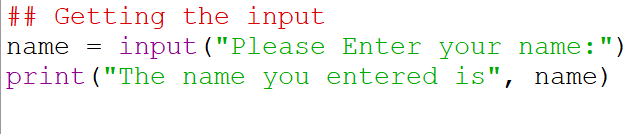 ## Getting the input
name = input("Please Enter your name:")
print("The name you entered is", name)